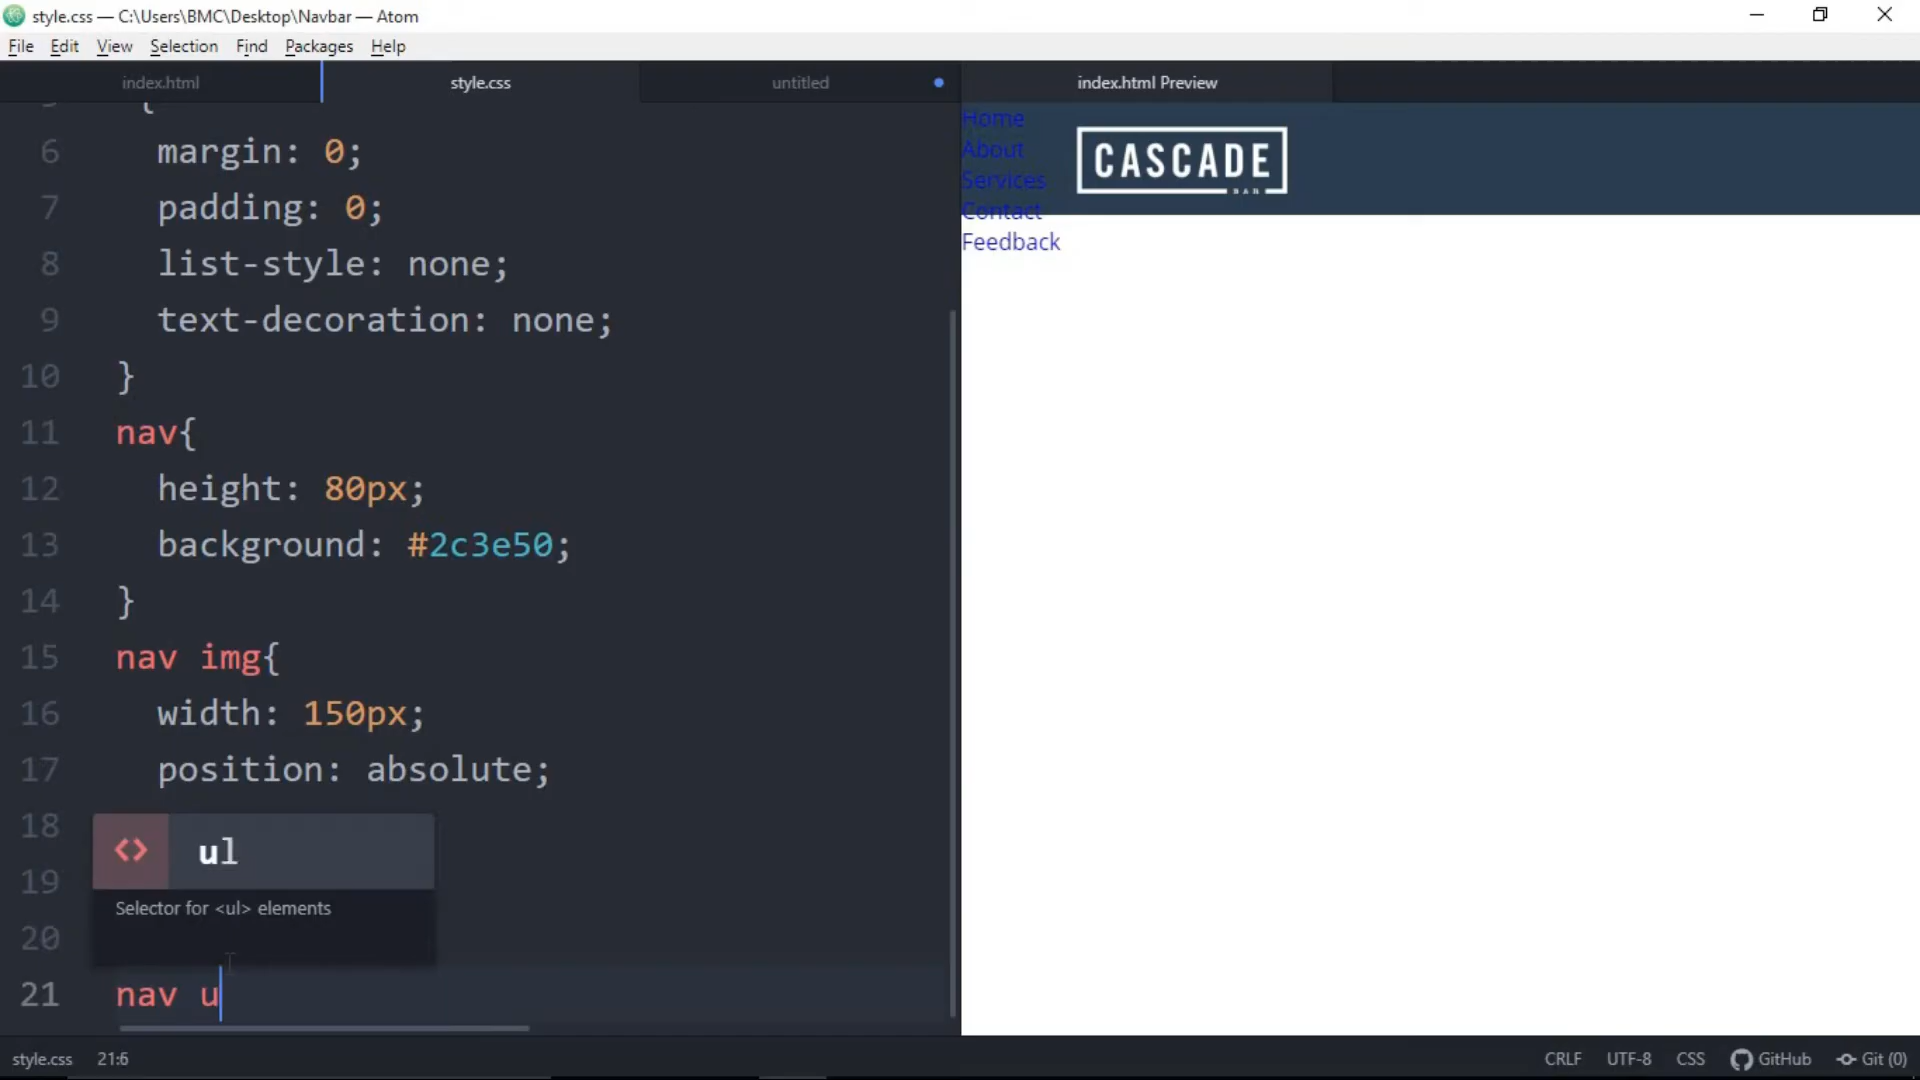 style.css — C:\Users\BMC\Desktop\Navbar — Atom
File Edit View Selection Find Packages Help
index.html style.css untitled index.html Preview
{
6 margin: 0;
7 padding: 0;
8 list-style: none;
9 text-decoration: none;
10 }
11 nav{
12 height: 80px;
13 background: #2c3e50;
14 }
15 nav img{
16 width: 150px;
17 position: absolute;
18
19
20
21 nav u
<> ul
Selector for <ul> elements
Home
About
Services
Contact
Feedback
CASCADE
BAR
style.css 21:6 CRLF UTF-8 CSS GitHub Git (0)